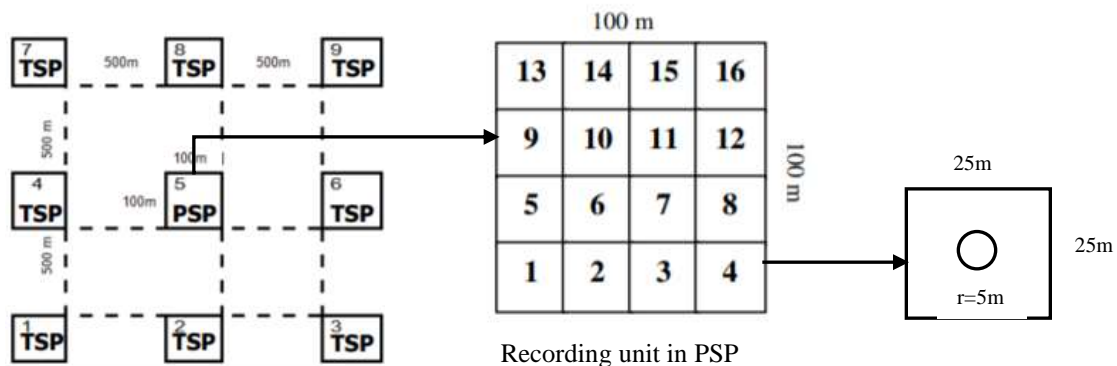 7
TSP
500m
8
TSP
500m
9
TSP
500 m
4
TSP
100m
100m
5
PSP
6
TSP
500 m
1
TSP
2
TSP
3
TSP
100 m
13 14 15 16
9 10 11 12
5 6 7 8
1 2 3 4
100 m
Recording unit in PSP
25m
25m
r=5m